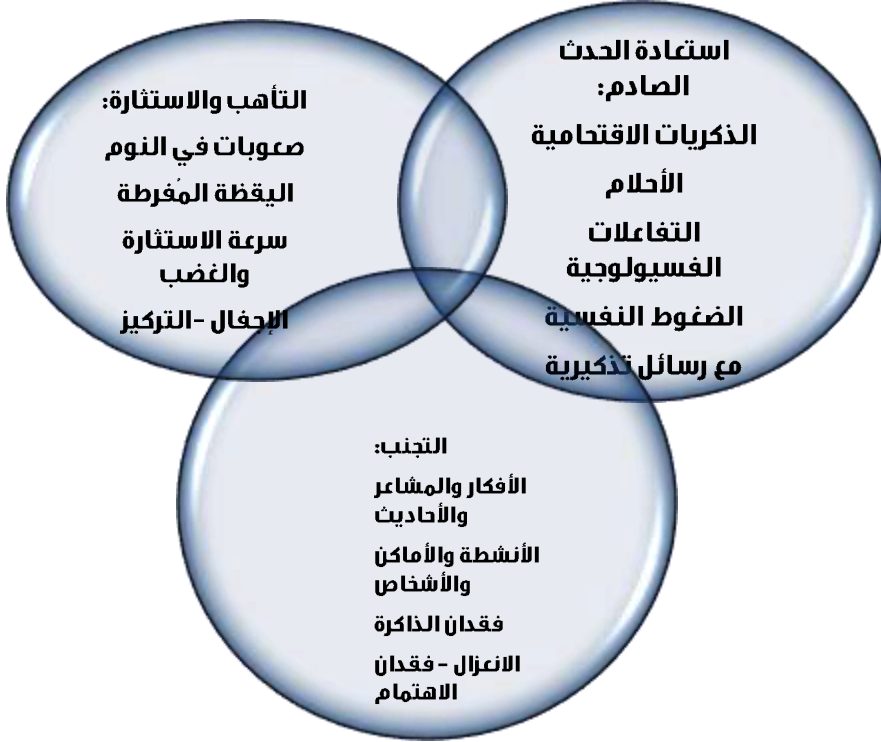 استعادة الحدث
الصادم:
الذكريات الاقتحامية
الأحلام
التفاعلات
الفسيولوجية
الضغوط النفسية
مع رسائل تذكيرية
التأهب والاستثارة:
صعوبات في النوم
اليقظة المُفرطة
سرعة الاستثارة
والغضب
الإجفال -التركيز
التجنب:
الأفكار والمشاعر
والأحاديث
الأنشطة والأماكن
والأشخاص
فقدان الذاكرة
الانعزال - فقدان
الاهتمام